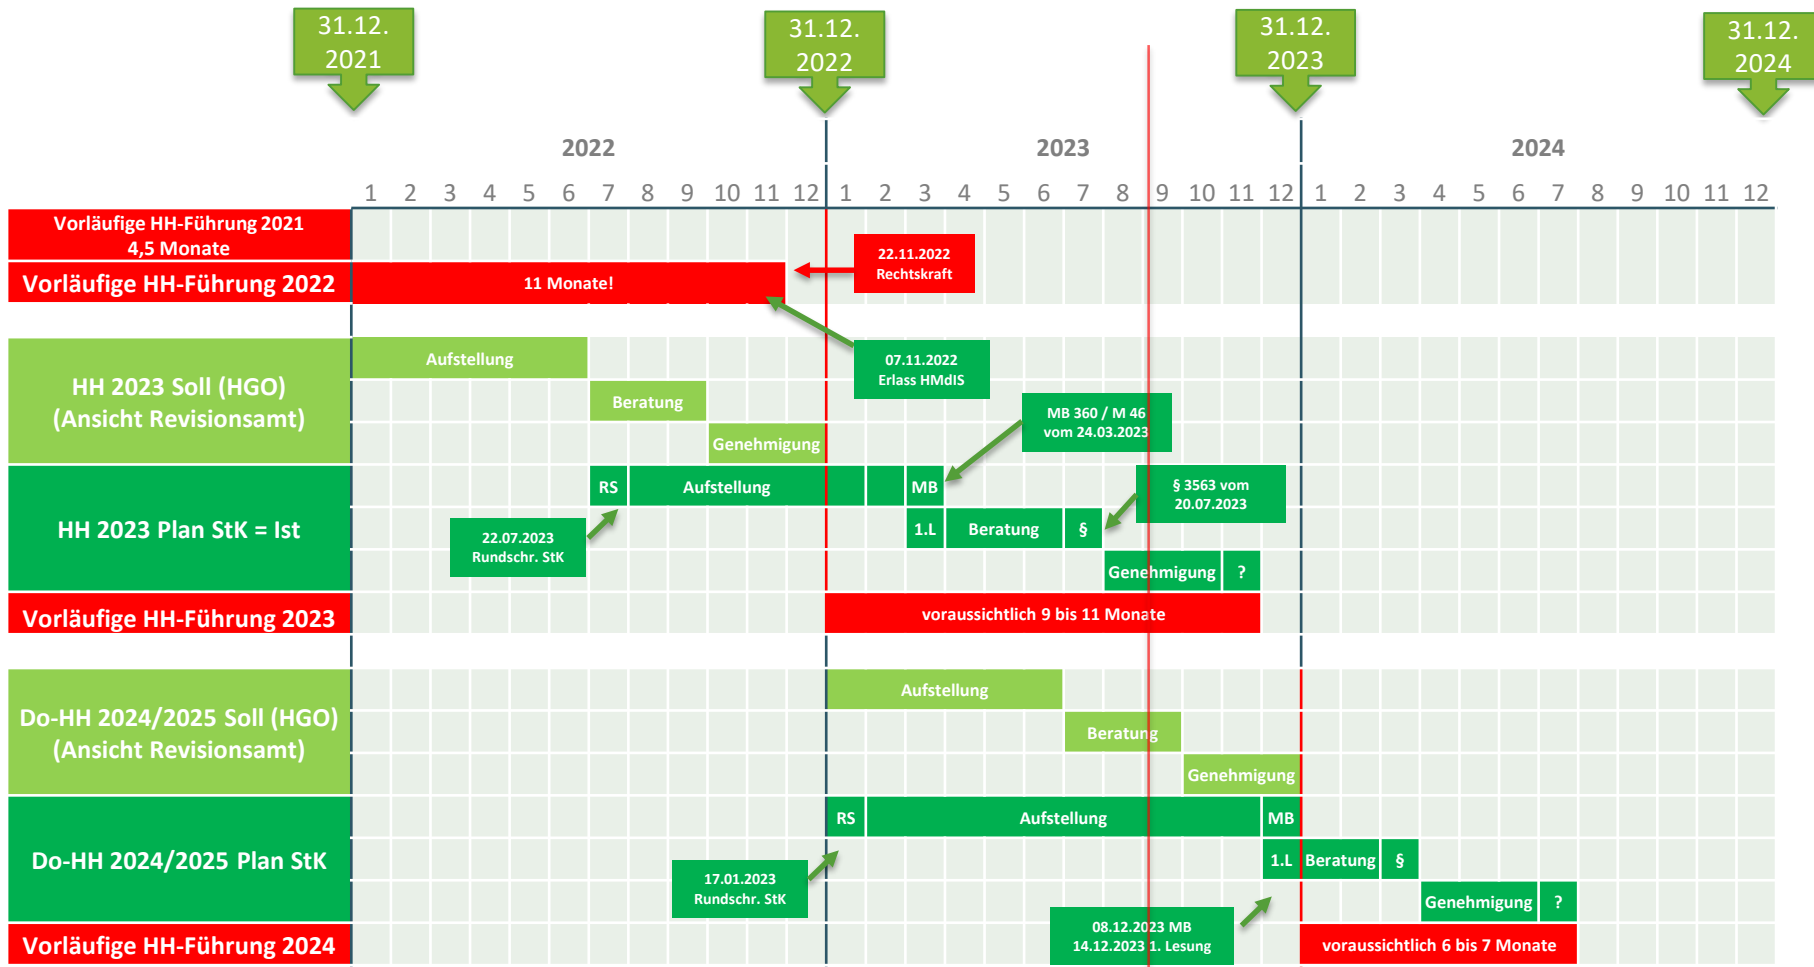 31.12.
2021
31.12.
2022
31.12.
2023
31.12.
2024
2022
2023
2024
1 2 3 4 5 6 7 8 9 10 11 12 1 2 3 4 5 6 7 8 9 10 11 12 1 2 3 4 5 6 7 8 9 10 11 12
Vorläufige HH-Führung 2021
4,5 Monate
22.11.2022
Rechtskraft
Vorläufige HH-Führung 2022
11 Monate!
HH 2023 Soll (HGO)
(Ansicht Revisionsamt)
Aufstellung
07.11.2022
Erlass HMdIS
Beratung
MB 360 / M 46
vom 24.03.2023
Genehmigung
HH 2023 Plan StK = Ist
RS
Aufstellung
MB
§ 3563 vom
20.07.2023
1.L
Beratung
§
22.07.2023
Rundschr. StK
Genehmigung
?
Vorläufige HH-Führung 2023
voraussichtlich 9 bis 11 Monate
Do-HH 2024/2025 Soll (HGO)
(Ansicht Revisionsamt)
Aufstellung
Beratung
Genehmigung
Do-HH 2024/2025 Plan StK
RS
Aufstellung
MB
1.L
Beratung
§
17.01.2023
Rundschr. StK
Genehmigung
?
08.12.2023 MB
14.12.2023 1. Lesung
Vorläufige HH-Führung 2024
voraussichtlich 6 bis 7 Monate